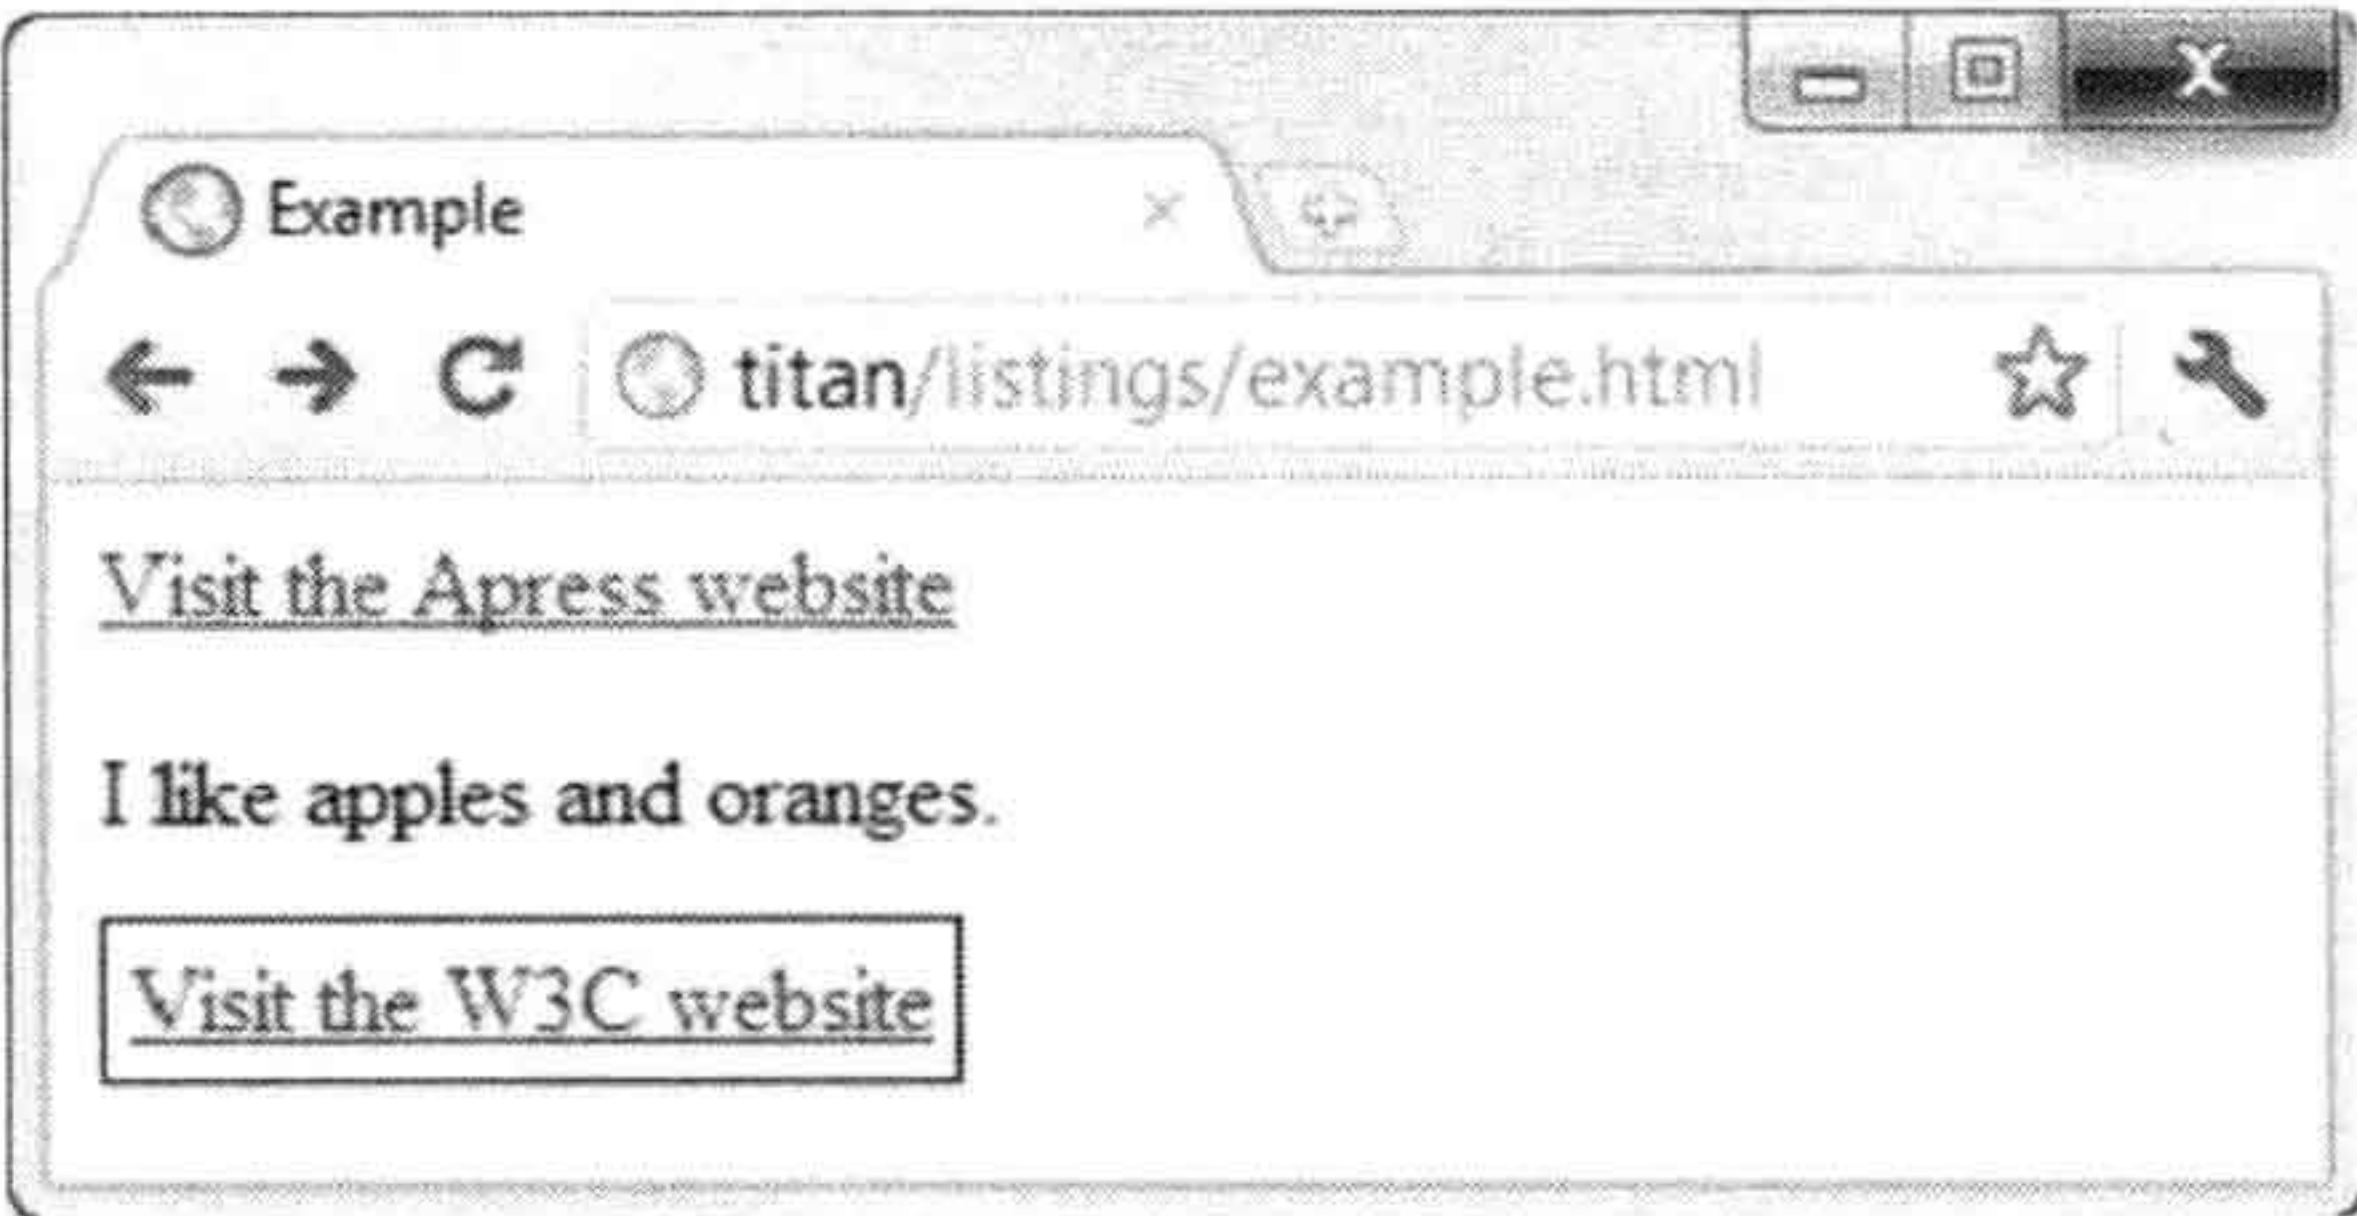 Example
titan/listings/example.html
Visit the Apress website
I like apples and oranges.
Visit the W3C website